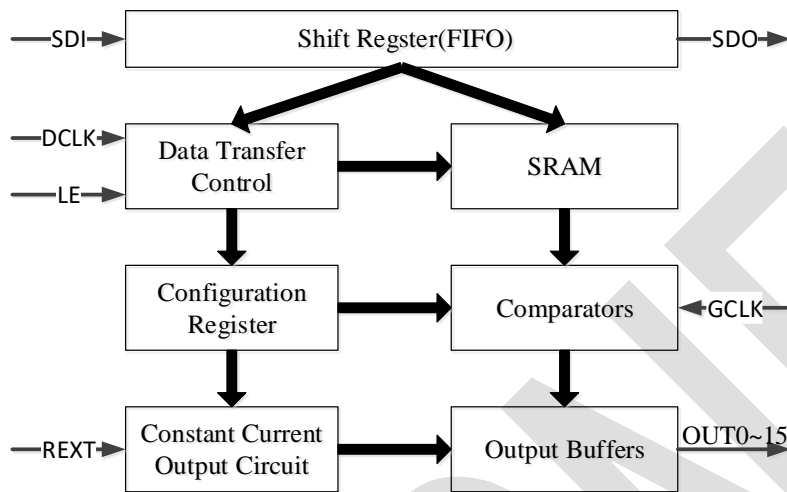 SDI
Shift Regster(FIFO)
SDO
DCLK
LE
Data Transfer
Control
SRAM
Configuration
Register
Comparators
GCLK
REXT
Constant Current
Output Circuit
Output Buffers
OUT0~15